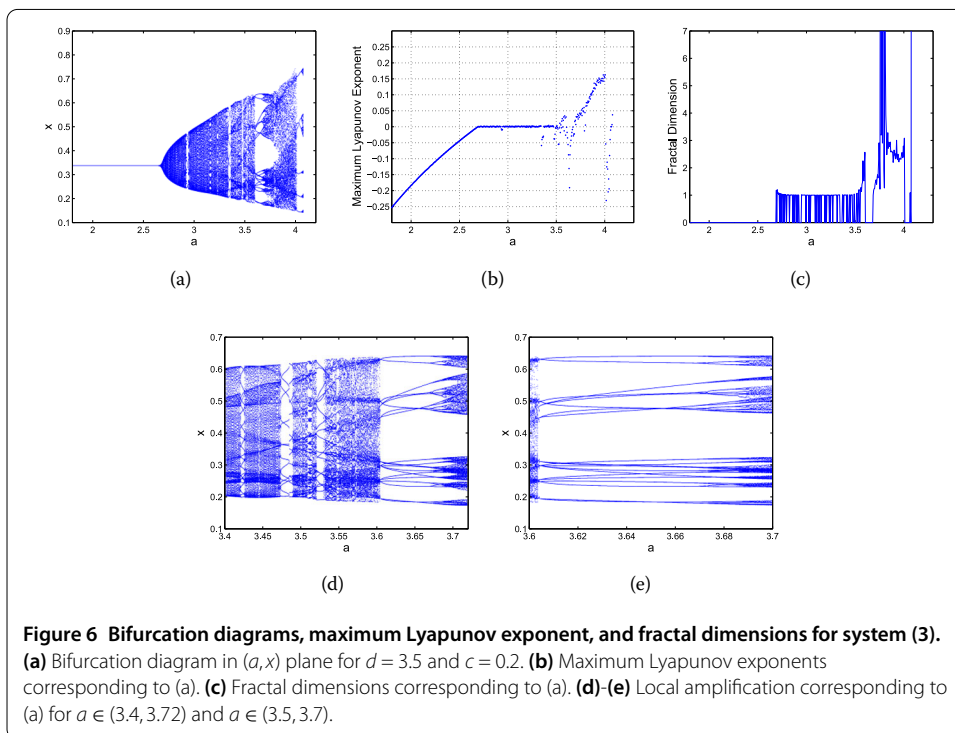 0.9
0.8
0.7
0.6
0.5
0.4
0.3
0.2
0.1
x
2 2.5 3 3.5 4
a
(a)
0.25
0.2
0.15
0.1
0.05
0
−0.05
−0.1
−0.15
−0.2
−0.25
Maximum Lyapunov Exponent
2 2.5 3 3.5 4
a
(b)
7
6
5
4
3
2
1
0
Fractal Dimension
2 2.5 3 3.5 4
a
(c)
0.7
0.6
0.5
0.4
0.3
0.2
0.1
x
3.4 3.45 3.5 3.55 3.6 3.65 3.7
a
(d)
0.7
0.6
0.5
0.4
0.3
0.2
0.1
x
3.6 3.62 3.64 3.66 3.68 3.7
a
(e)
Figure 6 Bifurcation diagrams, maximum Lyapunov exponent, and fractal dimensions for system (3).
(a) Bifurcation diagram in (a, x) plane for d = 3.5 and c = 0.2. (b) Maximum Lyapunov exponents
corresponding to (a). (c) Fractal dimensions corresponding to (a). (d)-(e) Local amplification corresponding to
(a) for a ∈ (3.4, 3.72) and a ∈ (3.5, 3.7).